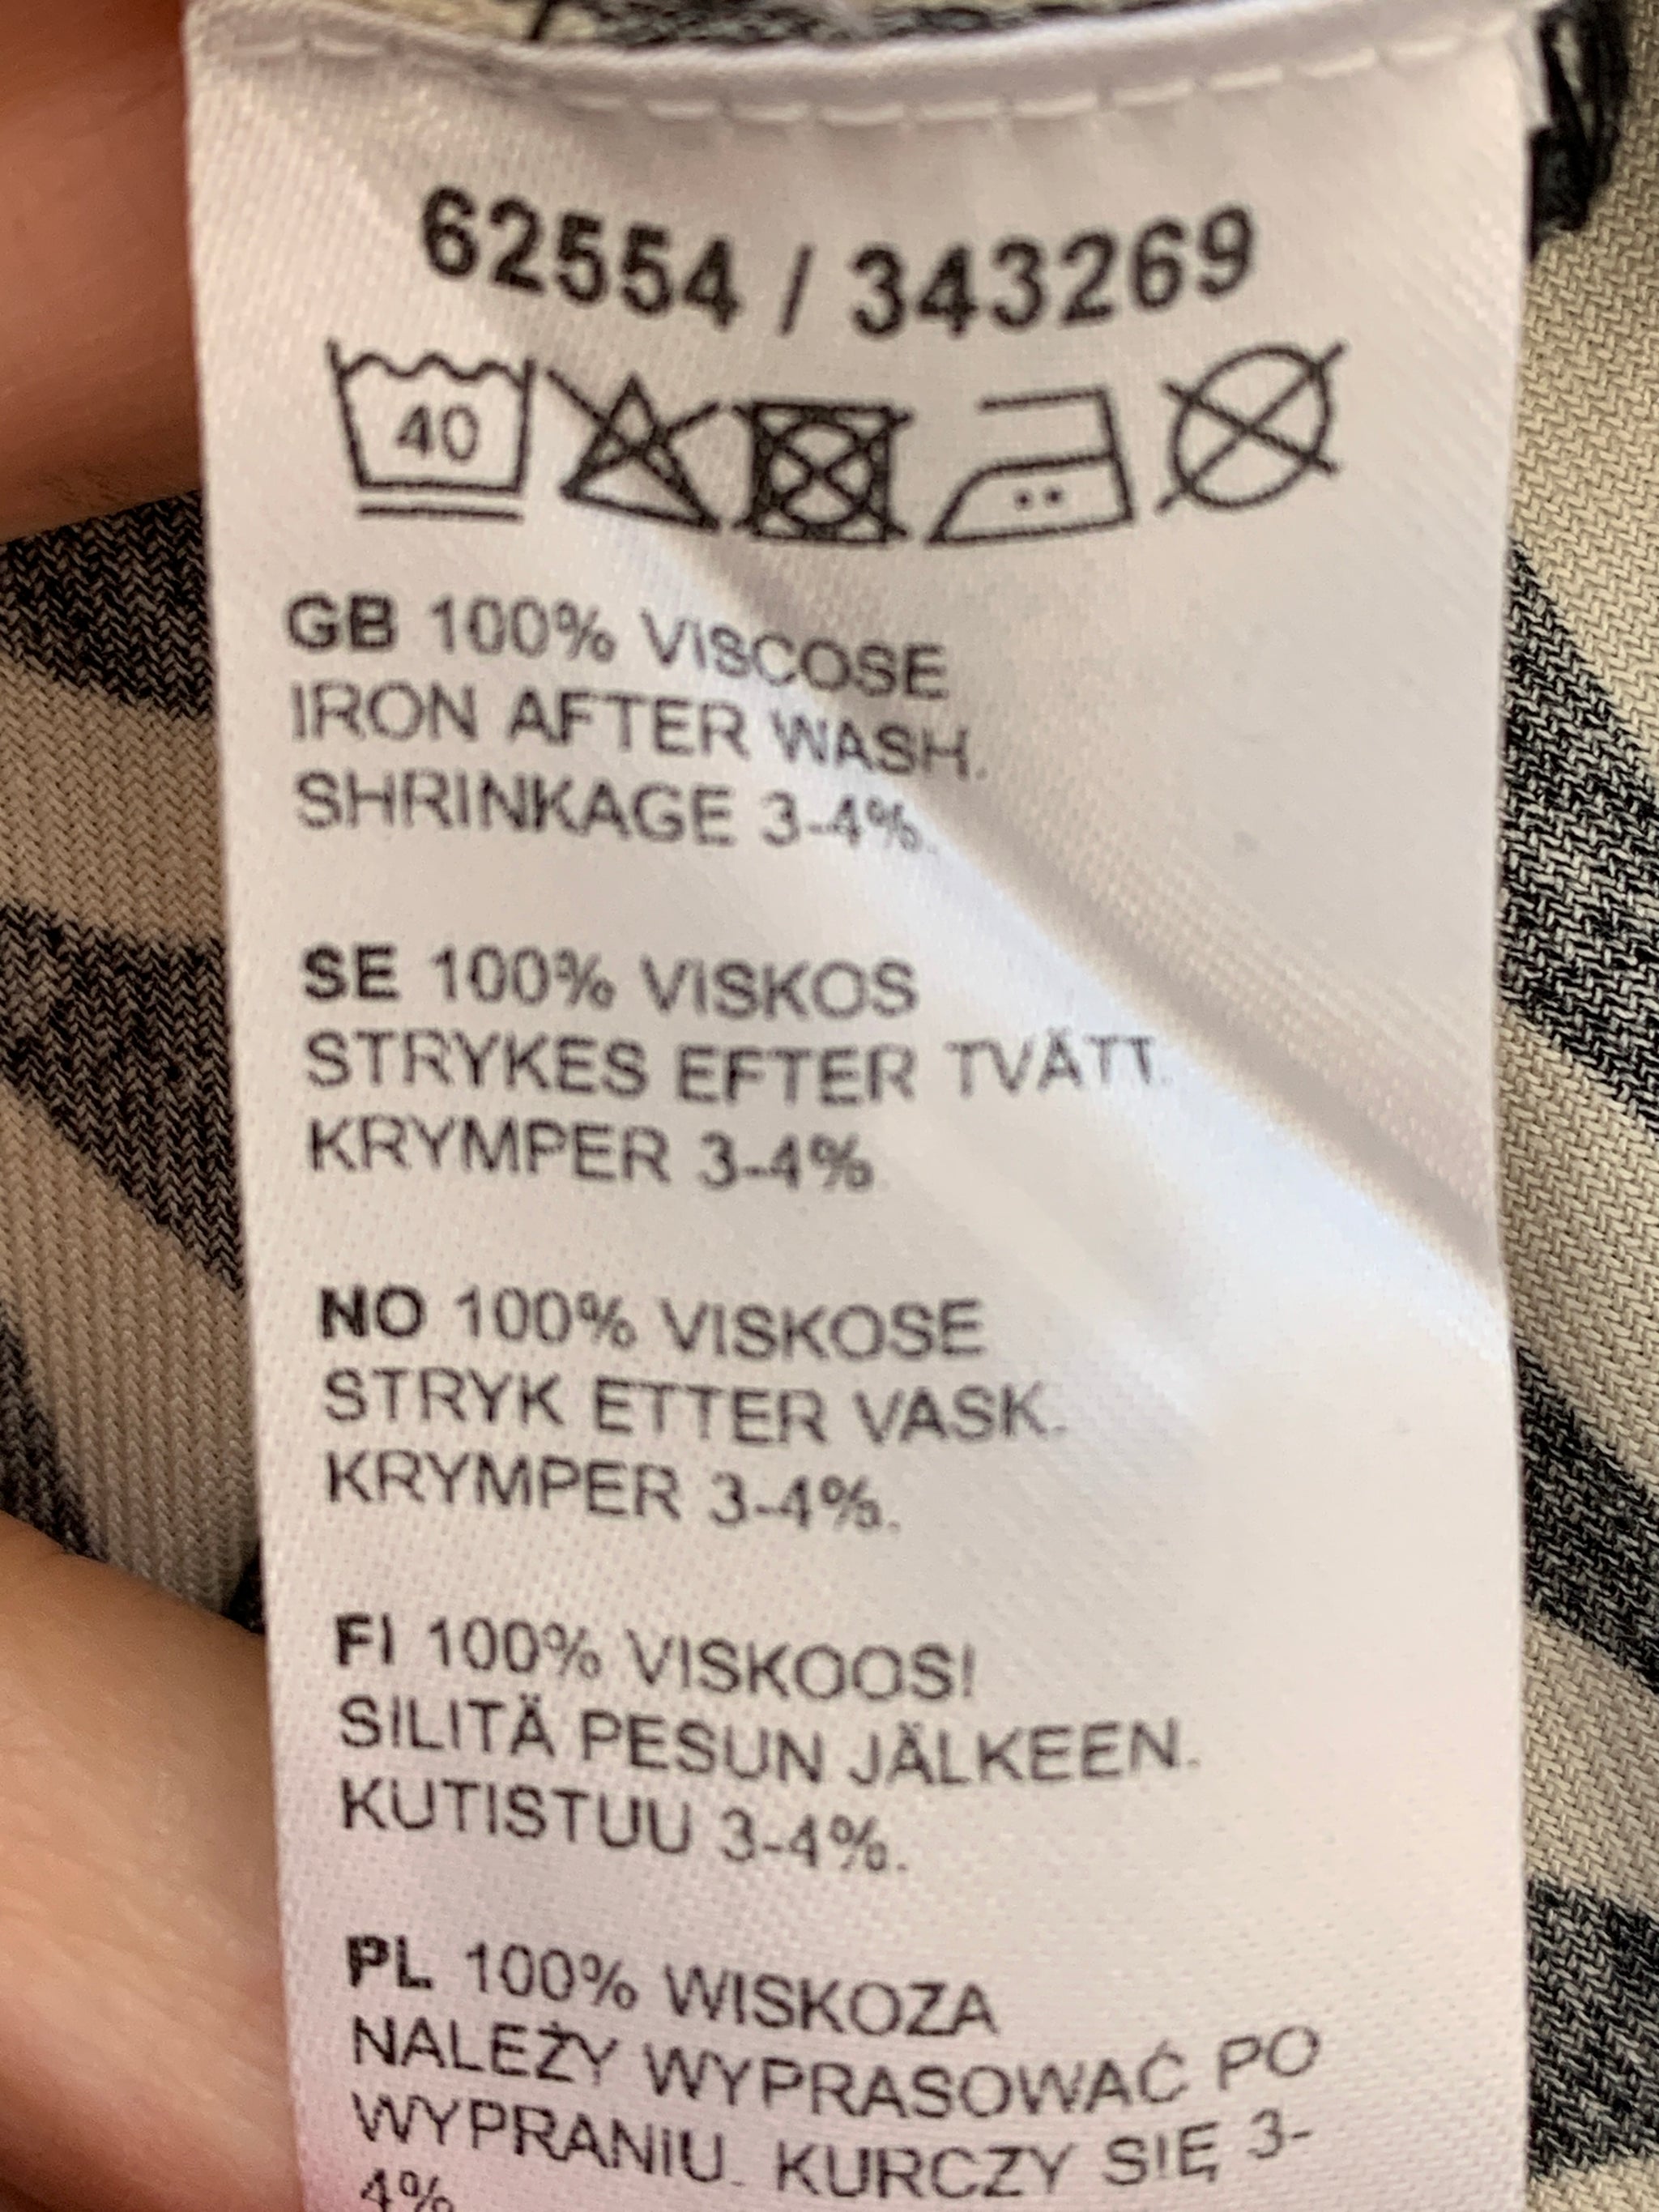 62554 / 343269
40
GB 100% VISCOSE
IRON AFTER WASH.
SHRINKAGE 3-4%.
SE 100% VISKOS
STRYKES EFTER TVÄTT.
KRYMPER 3-4%
NO 100% VISKOSE
STRYK ETTER VASK.
KRYMPER 3-4%.
FI 100% VISKOOSI
SILITÄ PESUN JÄLKEEN.
KUTISTUU 3-4%.
PL 100% WISKOZA
NALEŻY WYPRASOWAĆ PO
WYPRANIU. KURCZY SIĘ 3-
4%